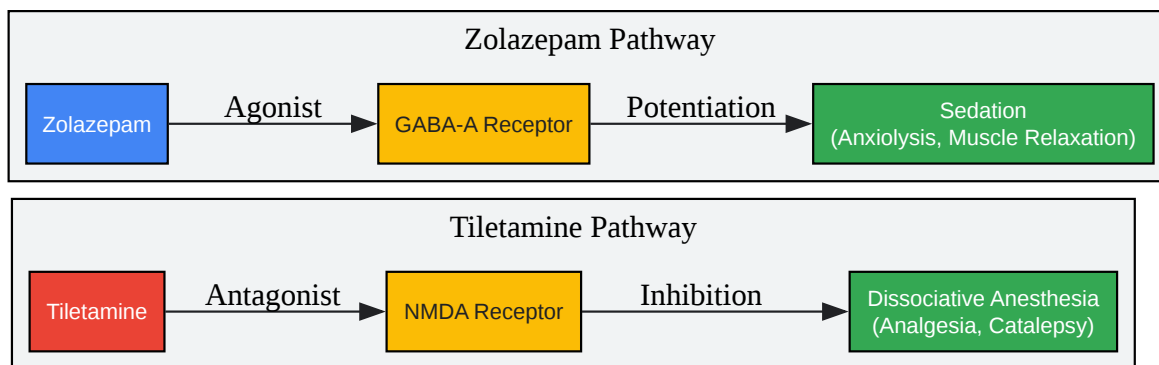 Zolazepam Pathway
Zolazepam
Agonist
GABA-A Receptor
Potentiation
Sedation
(Anxiolysis, Muscle Relaxation)
Tiletamine Pathway
Tiletamine
Antagonist
NMDA Receptor
Inhibition
Dissociative Anesthesia
(Analgesia, Catalepsy)